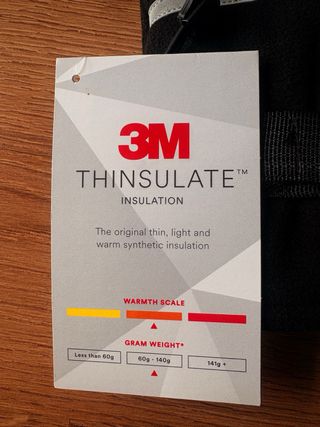 3M
THINSULATE™
INSULATION
The original thin, light and
warm synthetic insulation
WARMTH SCALE
GRAM WEIGHT*
Less than 60g 60g - 140g 141g +